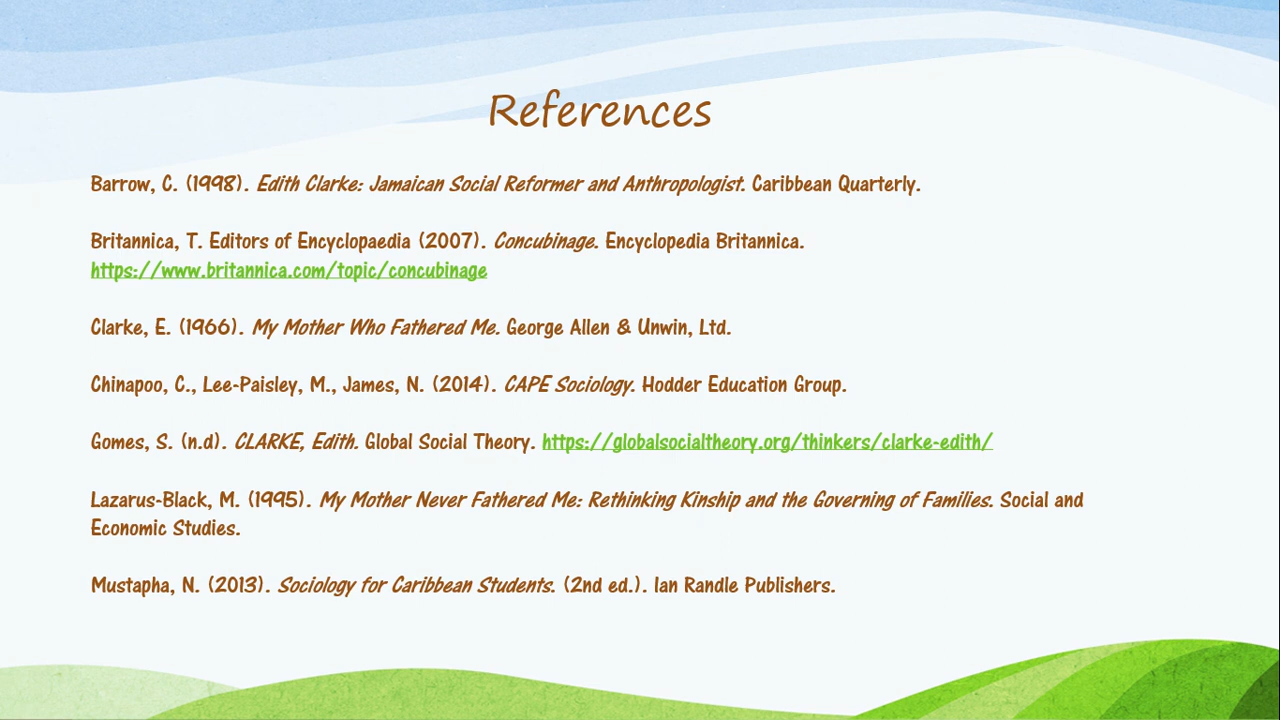 References
Barrow, C. (1998). Edith Clarke: Jamaican Social Reformer and Anthropologist. Caribbean Quarterly.
Britannica, T. Editors of Encyclopaedia (2007). Concubinage. Encyclopedia Britannica.
https://www.britannica.com/topic/concubinage
Clarke, E. (1966). My Mother Who Fathered Me. George Allen & Unwin, Ltd.
Chinapoo, C., Lee-Paisley, M., James, N. (2014). CAPE Sociology. Hodder Education Group.
Gomes, S. (n.d). CLARKE, Edith. Global Social Theory. https://globalsocialtheory.org/thinkers/clarke-edith/
Lazarus-Black, M. (1995). My Mother Never Fathered Me: Rethinking Kinship and the Governing of Families. Social and
Economic Studies.
Mustapha, N. (2013). Sociology for Caribbean Students. (2nd ed.). Ian Randle Publishers.